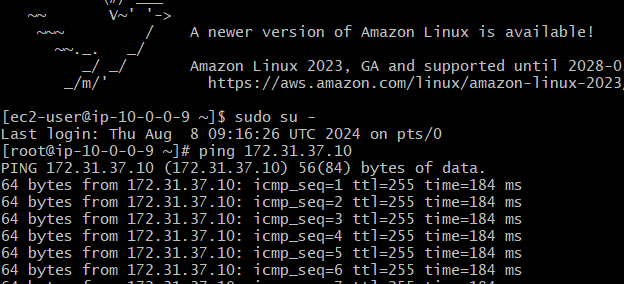 ~~ V~' '->
~~~ / A newer version of Amazon Linux is available!
~~._. _/
_/ _/ Amazon Linux 2023, GA and supported until 2028-0
_/m/' https://aws.amazon.com/linux/amazon-linux-2023/
[ec2-user@ip-10-0-0-9 ~]$ sudo su -
Last login: Thu Aug  8 09:16:26 UTC 2024 on pts/0
[root@ip-10-0-0-9 ~]# ping 172.31.37.10
PING 172.31.37.10 (172.31.37.10) 56(84) bytes of data.
64 bytes from 172.31.37.10: icmp_seq=1 ttl=255 time=184 ms
64 bytes from 172.31.37.10: icmp_seq=2 ttl=255 time=184 ms
64 bytes from 172.31.37.10: icmp_seq=3 ttl=255 time=184 ms
64 bytes from 172.31.37.10: icmp_seq=4 ttl=255 time=184 ms
64 bytes from 172.31.37.10: icmp_seq=5 ttl=255 time=184 ms
64 bytes from 172.31.37.10: icmp_seq=6 ttl=255 time=184 ms